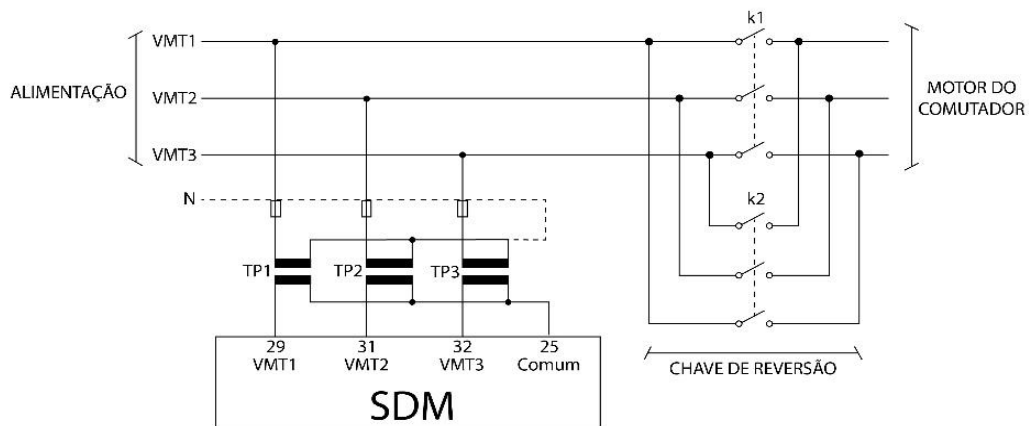 k1
VMT1
ALIMENTAÇÃO
VMT2
MOTOR DO
COMUTADOR
VMT3
N
k2
TP1
TP2
TP3
29
31
32
25
VMT1
VMT2
VMT3
Comum
CHAVE DE REVERSÃO
SDM